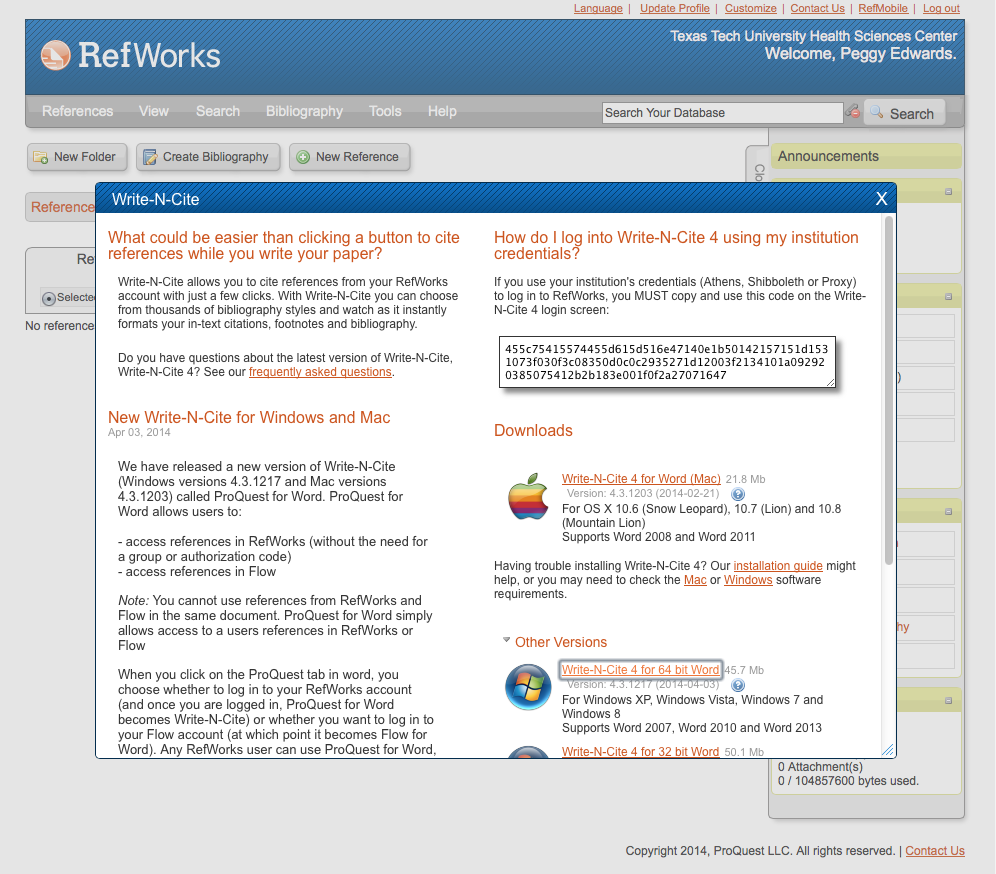 Language | Update Profile | Customize | Contact Us | RefMobile | Log out
RefWorks
Texas Tech University Health Sciences Center
Welcome, Peggy Edwards.
References View Search Bibliography Tools Help
Search Your Database
Search
New Folder
Create Bibliography
New Reference
Announcements
Clo
Reference
Re
Selecte
No reference
Write-N-Cite
X
What could be easier than clicking a button to cite
references while you write your paper?
Write-N-Cite allows you to cite references from your RefWorks
account with just a few clicks. With Write-N-Cite you can choose
from thousands of bibliography styles and watch as it instantly
formats your in-text citations, footnotes and bibliography.
Do you have questions about the latest version of Write-N-Cite,
Write-N-Cite 4? See our frequently asked questions.
New Write-N-Cite for Windows and Mac
Apr 03, 2014
We have released a new version of Write-N-Cite
(Windows versions 4.3.1217 and Mac versions
4.3.1203) called ProQuest for Word. ProQuest for
Word allows users to:
- access references in RefWorks (without the need for
a group or authorization code)
- access references in Flow
Note: You cannot use references from RefWorks and
Flow in the same document. ProQuest for Word simply
allows access to a users references in RefWorks or
Flow
When you click on the ProQuest tab in word, you
choose whether to log in to your RefWorks account
(and once you are logged in, ProQuest for Word
becomes Write-N-Cite) or whether you want to log in to
your Flow account (at which point it becomes Flow for
Word). Any RefWorks user can use ProQuest for Word,
How do I log into Write-N-Cite 4 using my institution
credentials?
If you use your institution's credentials (Athens, Shibboleth or Proxy)
to log in to RefWorks, you MUST copy and use this code on the Write-
N-Cite 4 login screen:
455c75415574455d615d516e47140e1b50142157151d153
1073f030f3c08350d0c0c2935271d12003f2134101a09292
0385075412b2b183e001f0f2a27071647
Downloads
Write-N-Cite 4 for Word (Mac) 21.8 Mb
Version: 4.3.1203 (2014-02-21)
For OS X 10.6 (Snow Leopard), 10.7 (Lion) and 10.8
(Mountain Lion)
Supports Word 2008 and Word 2011
Having trouble installing Write-N-Cite 4? Our installation guide might
help, or you may need to check the Mac or Windows software
requirements.
Other Versions
Write-N-Cite 4 for 64 bit Word 45.7 Mb
Version: 4.3.1217 (2014-04-03)
For Windows XP, Windows Vista, Windows 7 and
Windows 8
Supports Word 2007, Word 2010 and Word 2013
Write-N-Cite 4 for 32 bit Word 50.1 Mb
)
hy
0 Attachment(s)
0 / 104857600 bytes used.
Copyright 2014, ProQuest LLC. All rights reserved. | Contact Us